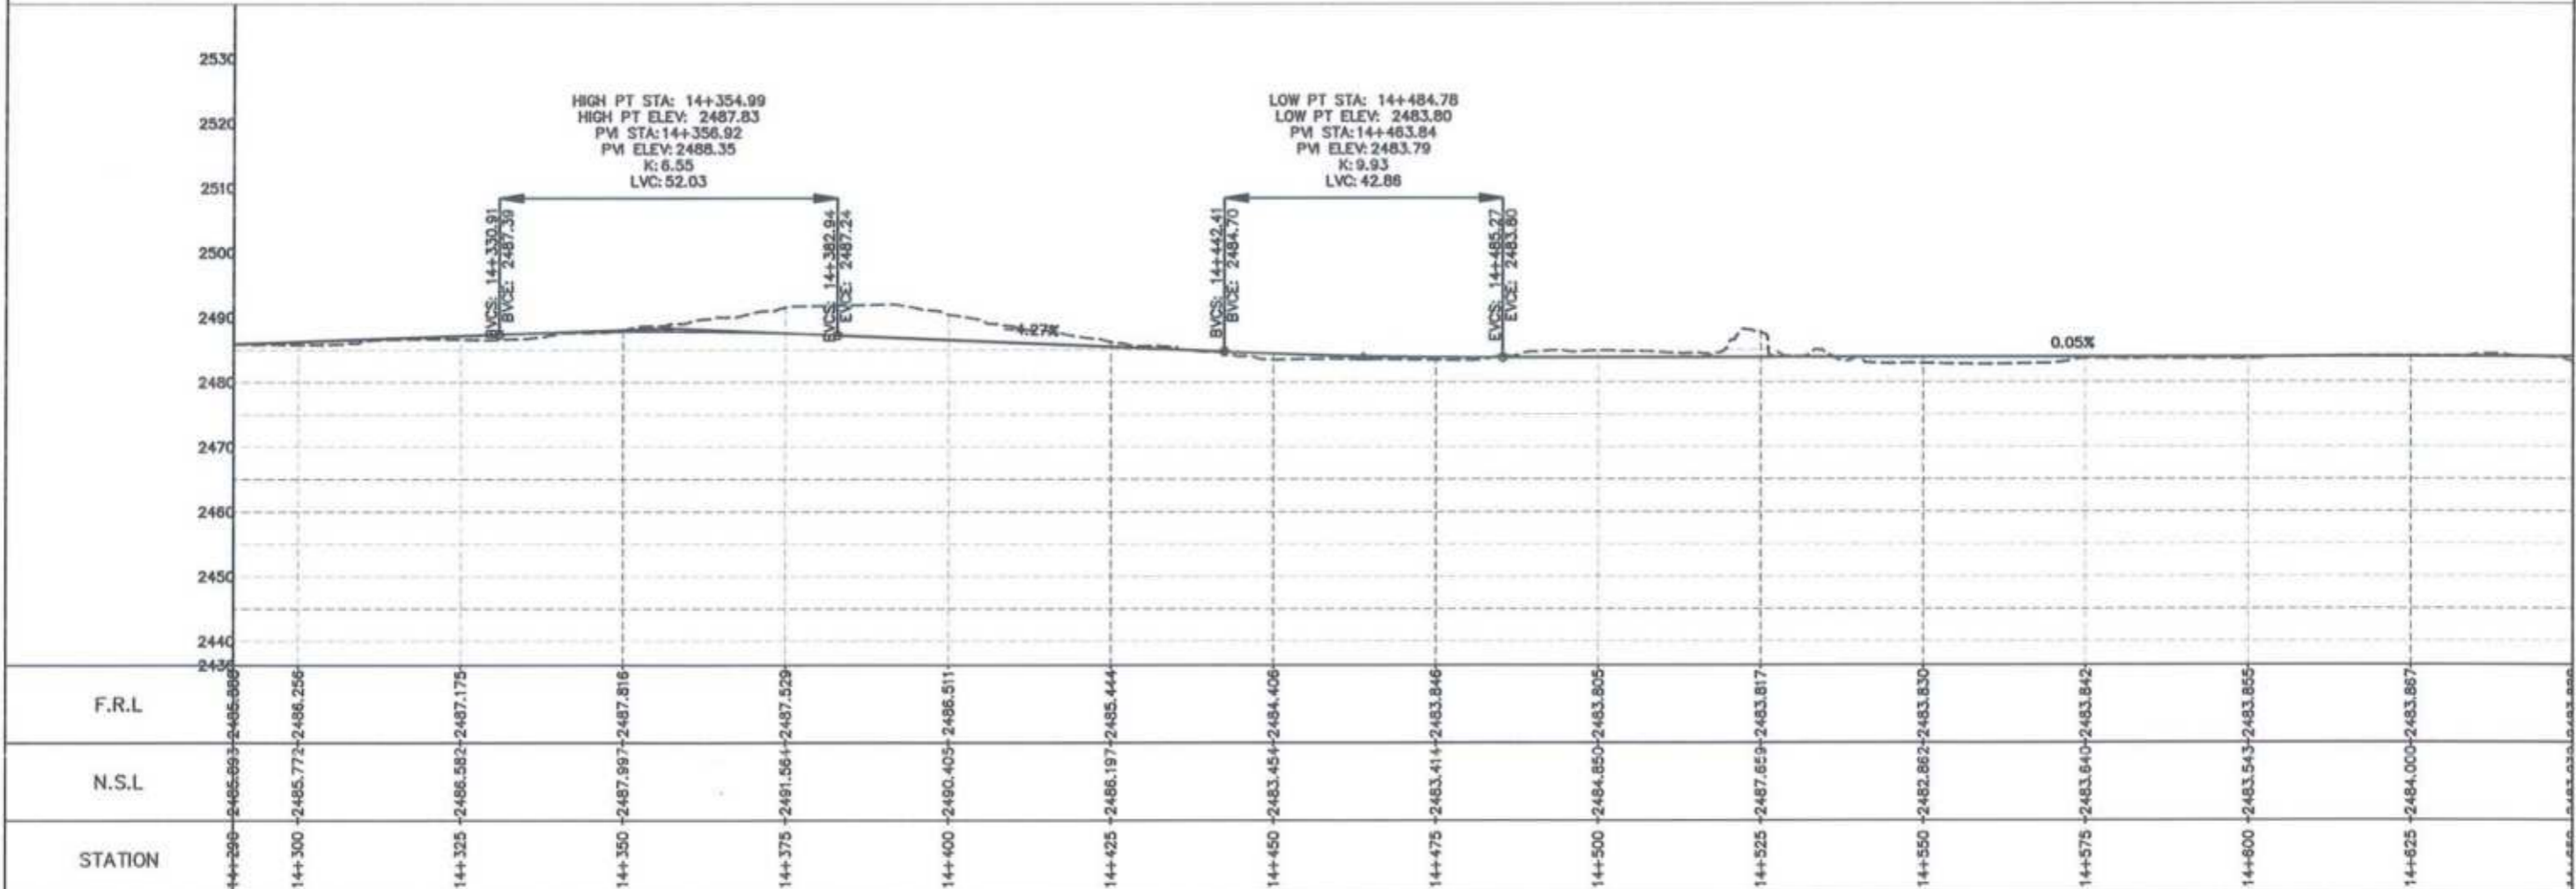 2530
2520
2510
2500
2490
2480
2470
2460
2450
2440
2430
HIGH PT STA: 14+354.99
HIGH PT ELEV: 2487.83
PVI STA:14+356.92
PVI ELEV:2488.35
K:6.55
LVC:52.03
BVCS: 14+330.91
BVCE: 2487.39
EVCS: 14+382.94
EVCE: 2487.24
LOW PT STA: 14+484.78
LOW PT ELEV: 2483.80
PVI STA:14+463.84
PVI ELEV:2483.79
K:9.93
LVC:42.86
BVCS: 14+442.41
BVCE: 2484.70
EVCS: 14+485.27
EVCE: 2483.80
-4.27%
0.05%
F.R.L 2485.888 2486.256 2487.175 2487.816 2487.529 2486.511 2485.444 2484.406 2483.846 2483.805 2483.817 2483.830 2483.842 2483.855 2483.867
N.S.L 2485.693 2485.772 2486.582 2487.997 2491.564 2490.405 2486.197 2483.454 2483.414 2484.850 2487.659 2482.862 2483.640 2483.543 2484.000
STATION 14+290 14+300 14+325 14+350 14+375 14+400 14+425 14+450 14+475 14+500 14+525 14+550 14+575 14+600 14+625